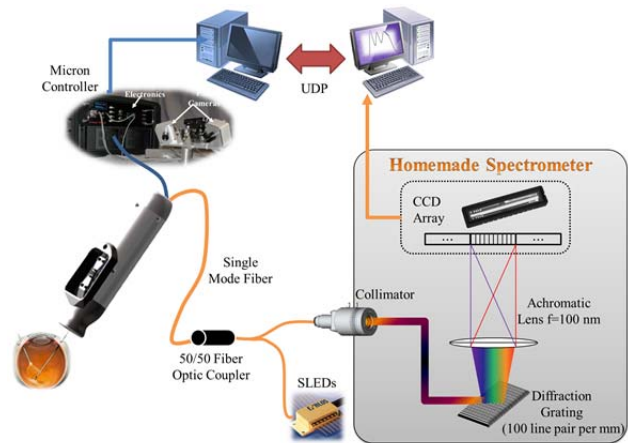 Micron
Controller
Electronics
Cameras
UDP
Homemade Spectrometer
CCD
Array
...
...
Single
Mode Fiber
Collimator
Achromatic
Lens f=100 nm
50/50 Fiber
Optic Coupler
SLEDs
Diffraction
Grating
(100 line pair per mm)